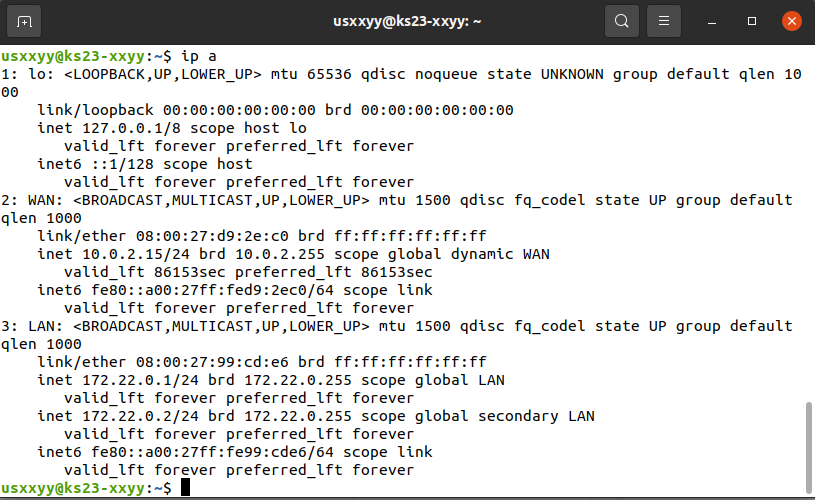 usxxyy@ks23-xxyy: ~
usxxyy@ks23-xxyy:~$ ip a
1: lo: <LOOPBACK,UP,LOWER_UP> mtu 65536 qdisc noqueue state UNKNOWN group default qlen 10
00
    link/loopback 00:00:00:00:00:00 brd 00:00:00:00:00:00
    inet 127.0.0.1/8 scope host lo
       valid_lft forever preferred_lft forever
    inet6 ::1/128 scope host
       valid_lft forever preferred_lft forever
2: WAN: <BROADCAST,MULTICAST,UP,LOWER_UP> mtu 1500 qdisc fq_codel state UP group default
qlen 1000
    link/ether 08:00:27:d9:2e:c0 brd ff:ff:ff:ff:ff:ff
    inet 10.0.2.15/24 brd 10.0.2.255 scope global dynamic WAN
       valid_lft 86153sec preferred_lft 86153sec
    inet6 fe80::a00:27ff:fed9:2ec0/64 scope link
       valid_lft forever preferred_lft forever
3: LAN: <BROADCAST,MULTICAST,UP,LOWER_UP> mtu 1500 qdisc fq_codel state UP group default
qlen 1000
    link/ether 08:00:27:99:cd:e6 brd ff:ff:ff:ff:ff:ff
    inet 172.22.0.1/24 brd 172.22.0.255 scope global LAN
       valid_lft forever preferred_lft forever
    inet 172.22.0.2/24 brd 172.22.0.255 scope global secondary LAN
       valid_lft forever preferred_lft forever
    inet6 fe80::a00:27ff:fe99:cde6/64 scope link
       valid_lft forever preferred_lft forever
usxxyy@ks23-xxyy:~$